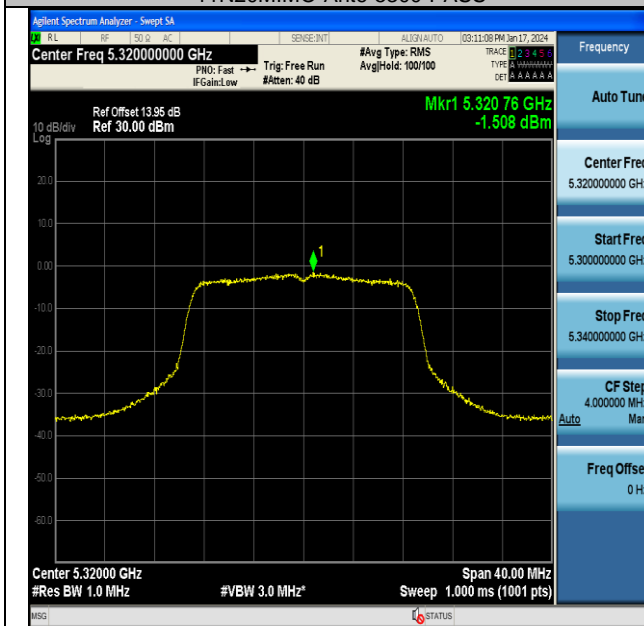 Agilent Spectrum Analyzer - Swept SA
RL RF 50 Ω AC SENSE:INT ALIGN AUTO 03:11:08 PM Jan 17, 2024
Center Freq 5.320000000 GHz
PNO: Fast
IFGain:Low
Trig: Free Run
#Atten: 40 dB
#Avg Type: RMS
Avg|Hold: 100/100
TRACE 1 2 3 4 5 6
TYPE A
DET A A A A A A
Frequency
Auto Tune
Mkr1 5.320 76 GHz
-1.508 dBm
Ref Offset 13.95 dB
Ref 30.00 dBm
10 dB/div
Log
20.0
10.0
0.00
-10.0
-20.0
-30.0
-40.0
-50.0
-60.0
1
Center Freq
5.320000000 GHz
Start Freq
5.300000000 GHz
Stop Freq
5.340000000 GHz
CF Step
4.000000 MHz
Auto Man
Freq Offset
0 Hz
Center 5.32000 GHz Span 40.00 MHz
#Res BW 1.0 MHz #VBW 3.0 MHz* Sweep 1.000 ms (1001 pts)
MSG STATUS